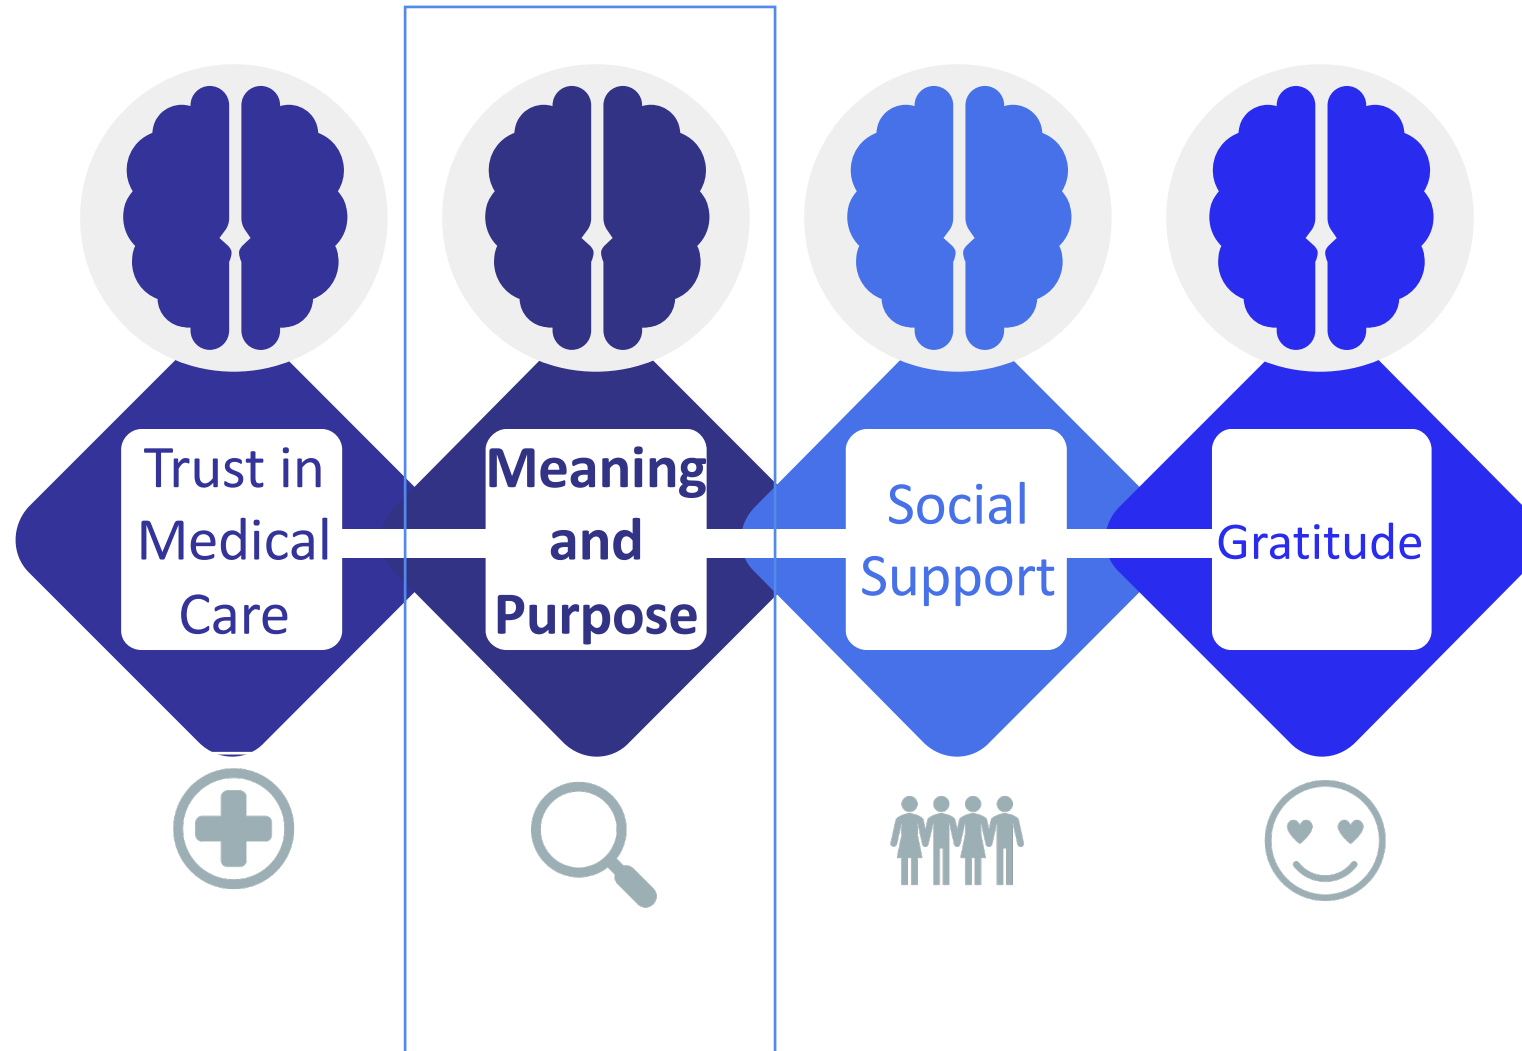 Trust in
Medical
Care
Meaning
and
Purpose
Social
Support
Gratitude